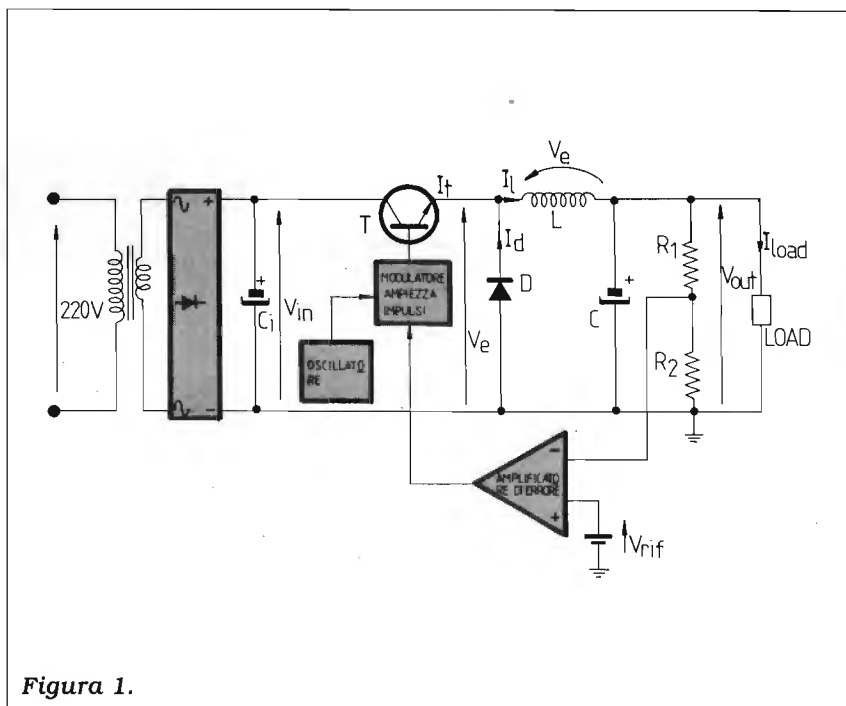 220V
+
−
+
Ci
Vin
T
It
MODULATORE
AMPIEZZA
IMPULSI
OSCILLATO
RE
Ve
Id
D
Il
Ve
L
+
C
R1
R2
Vout
Iload
LOAD
−
AMPLIFICATO
RE DI ERRORE
+
Vrif
Figura 1.